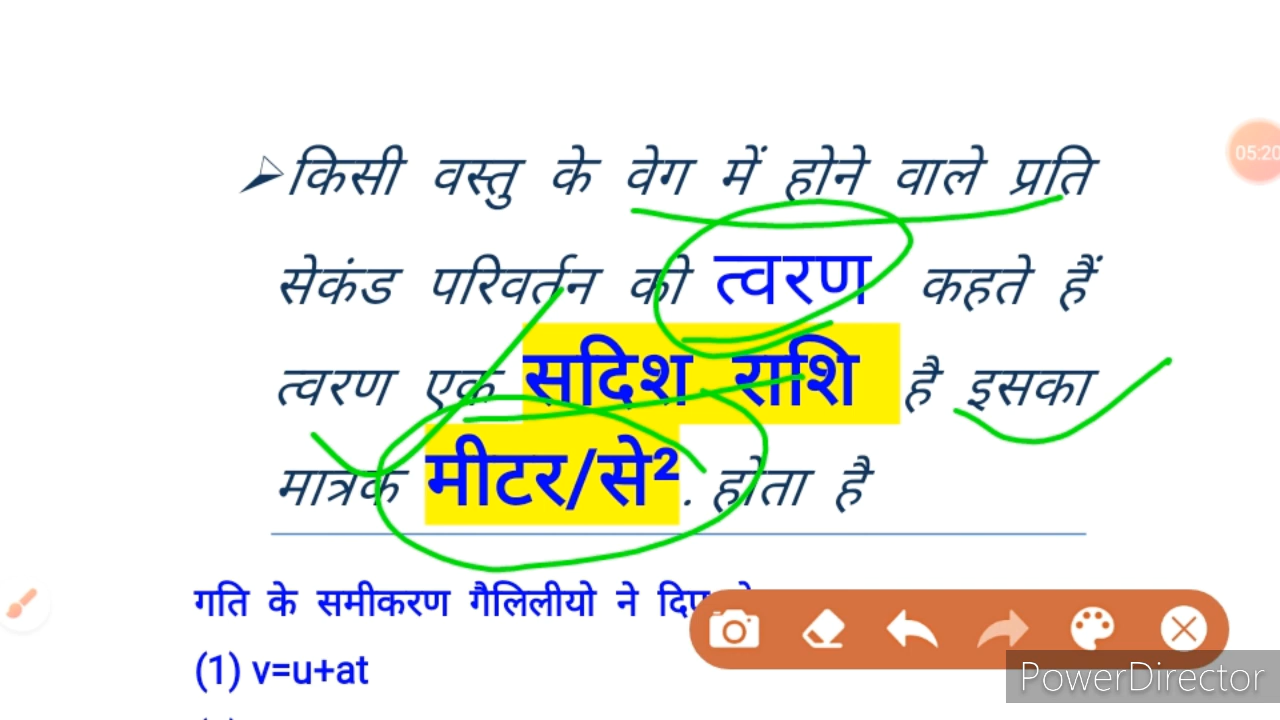 ➢किसी वस्तु के वेग में होने वाले प्रति
सेकंड परिवर्तन को त्वरण कहते हैं
त्वरण एक सदिश राशि है इसका
मात्रक मीटर/से². होता है
गति के समीकरण गैलिलीयो ने
(1) v=u+at
05:20
PowerDirector